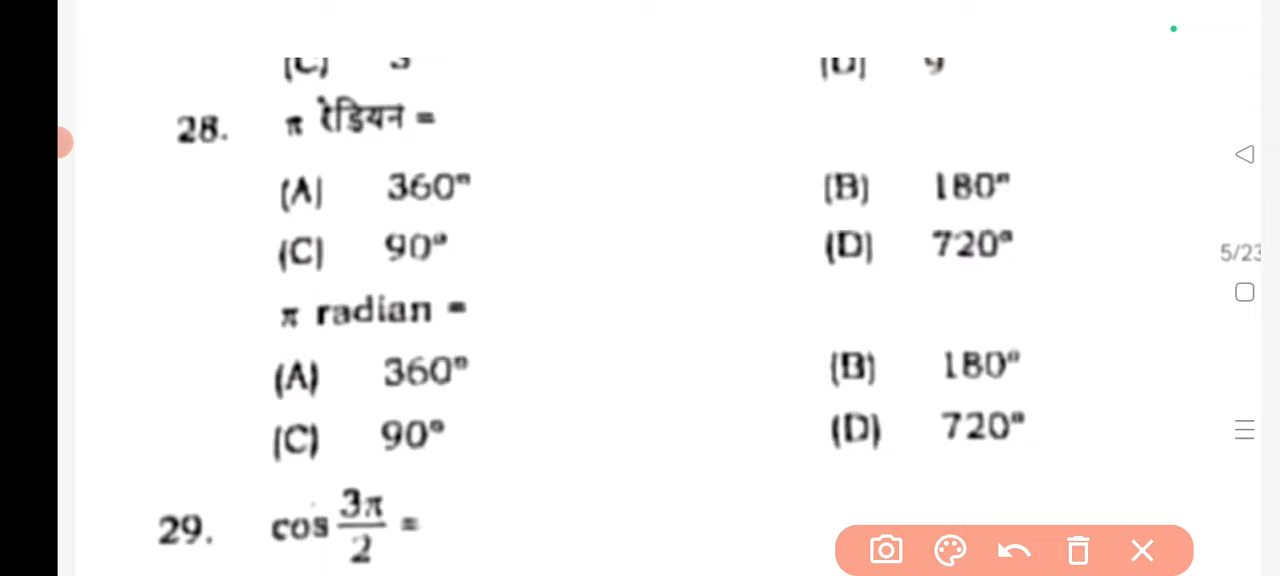 28. π रेडियन =
(A) 360° (B) 180°
(C) 90° (D) 720°
π radian =
(A) 360° (B) 180°
(C) 90° (D) 720°
29. cos 3π/2 =
5/23